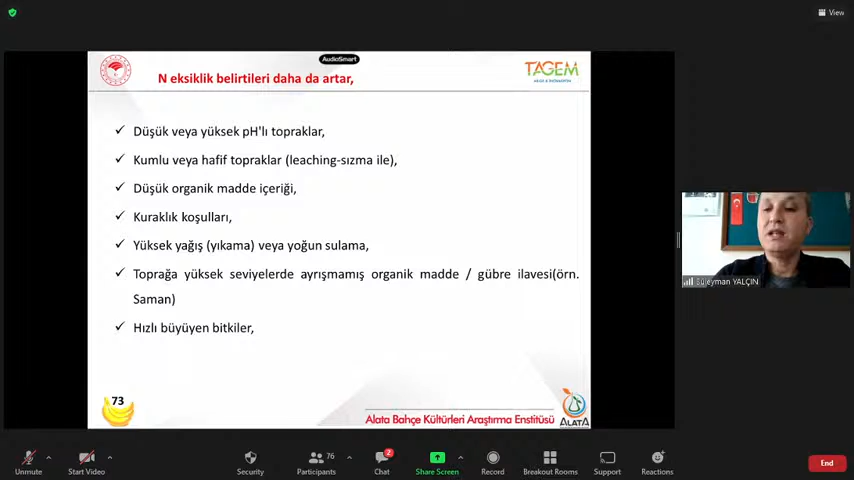 View
AudioSmart
N eksiklik belirtileri daha da artar,
TAGEM
Düşük veya yüksek pH'lı topraklar,
Kumlu veya hafif topraklar (leaching-sızma ile),
Düşük organik madde içeriği,
Kuraklık koşulları,
Yüksek yağış (yıkama) veya yoğun sulama,
Toprağa yüksek seviyelerde ayrışmamış organik madde / gübre ilavesi(örn.
Saman)
Hızlı büyüyen bitkiler,
Süleyman YALÇIN
73
Alata Bahçe Kültürleri Araştırma Enstitüsü
ALATA
76
2
Unmute
Start Video
Security
Participants
Chat
Share Screen
Record
Breakout Rooms
Support
Reactions
End